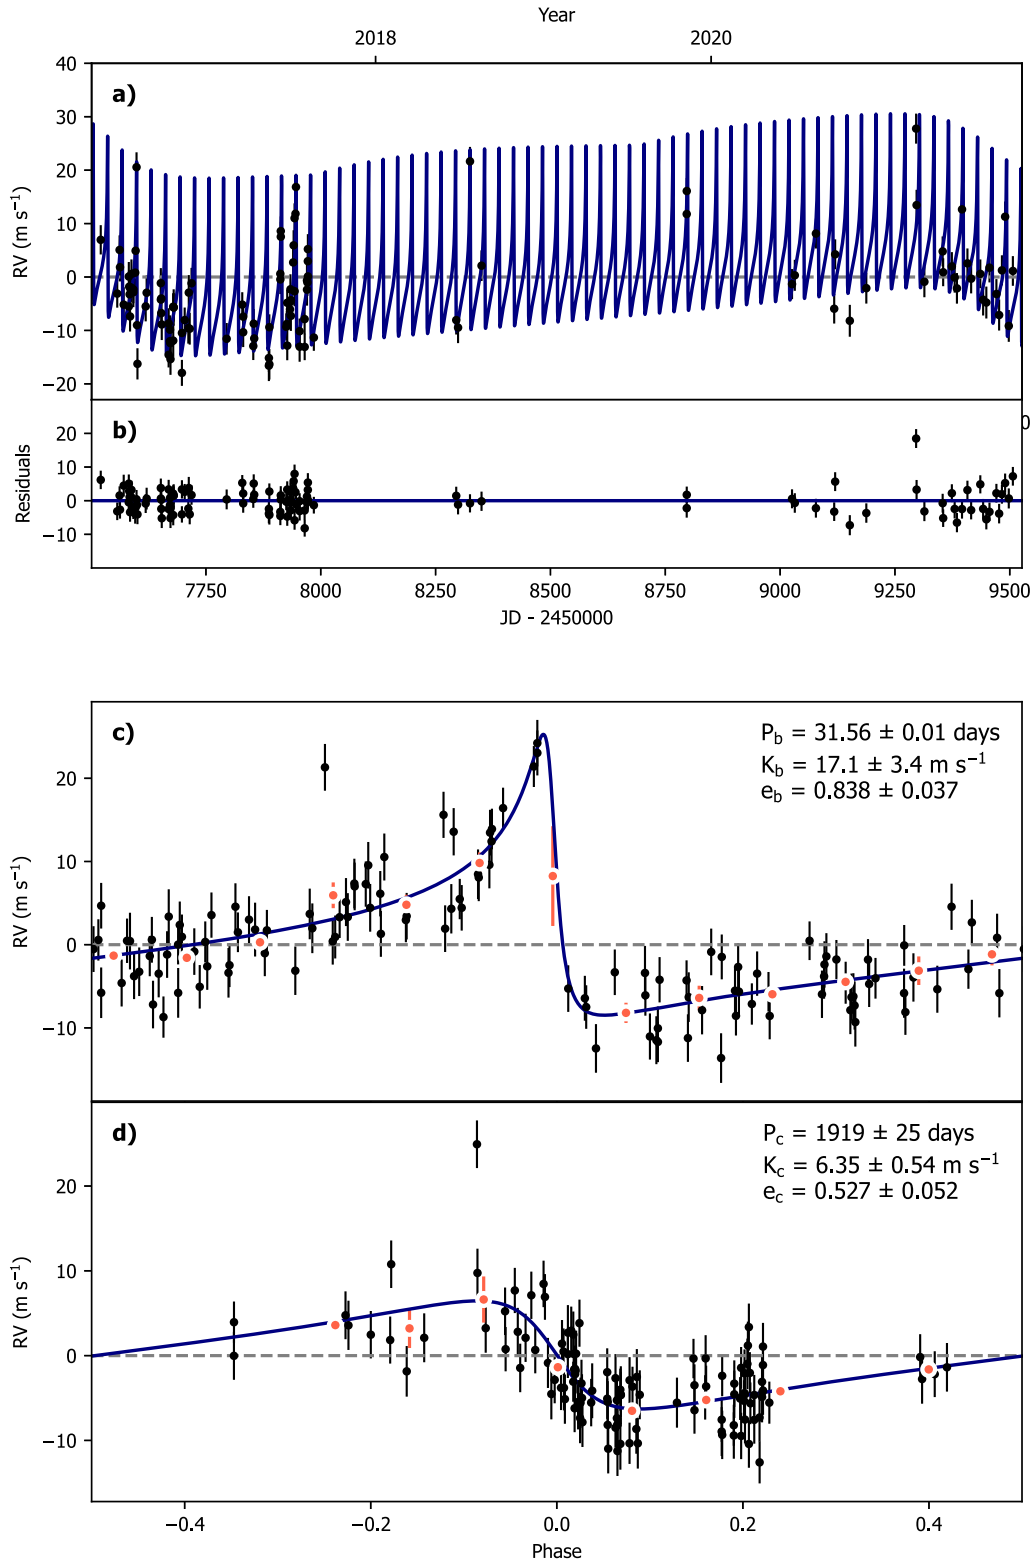 Year
2018 2020
a)
40
30
20
10
0
−10
−20
RV (m s⁻¹)
b)
0
20
10
0
−10
Residuals
7750 8000 8250 8500 8750 9000 9250 9500
JD - 2450000
c)
P_b = 31.56 ± 0.01 days
K_b = 17.1 ± 3.4 m s⁻¹
e_b = 0.838 ± 0.037
20
10
0
−10
RV (m s⁻¹)
d)
P_c = 1919 ± 25 days
K_c = 6.35 ± 0.54 m s⁻¹
e_c = 0.527 ± 0.052
20
10
0
−10
RV (m s⁻¹)
−0.4 −0.2 0.0 0.2 0.4
Phase